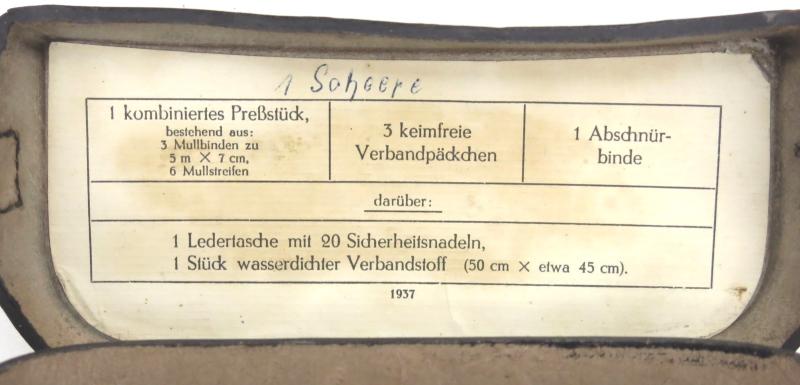 1 Scheere
1 kombiniertes Preßstück,
bestehend aus:
3 Mullbinden zu
5 m × 7 cm,
6 Mullstreifen
3 keimfreie
Verbandpäckchen
1 Abschnür-
binde
darüber:
1 Ledertasche mit 20 Sicherheitsnadeln,
1 Stück wasserdichter Verbandstoff (50 cm × etwa 45 cm).
1937